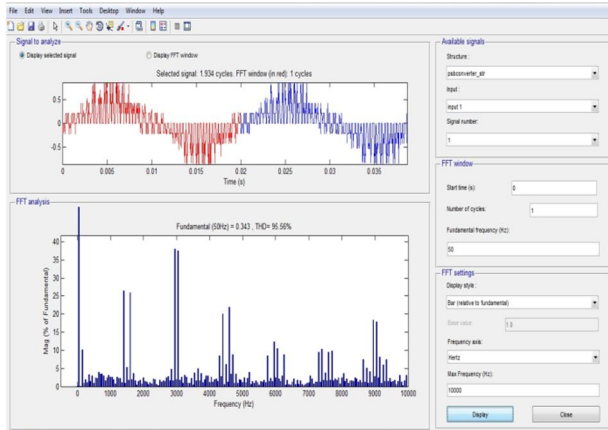 File Edit View Insert Tools Desktop Window Help
Signal to analyze
Display selected signal
Display FFT window
Selected signal: 1.934 cycles. FFT window (in red): 1 cycles
0.5
0
-0.5
0 0.005 0.01 0.015 0.02 0.025 0.03 0.035
Time (s)
FFT analysis
Fundamental (50Hz) = 0.343 , THD= 95.56%
Mag (% of Fundamental)
40
35
30
25
20
15
10
5
0
0 1000 2000 3000 4000 5000 6000 7000 8000 9000 10000
Frequency (Hz)
Available signals
Structure :
psbconverter_str
Input :
input 1
Signal number:
1
FFT window
Start time (s):
0
Number of cycles:
1
Fundamental frequency (Hz):
50
FFT settings
Display style :
Bar (relative to fundamental)
Base value:
1.0
Frequency axis:
Hertz
Max Frequency (Hz):
10000
Display
Close